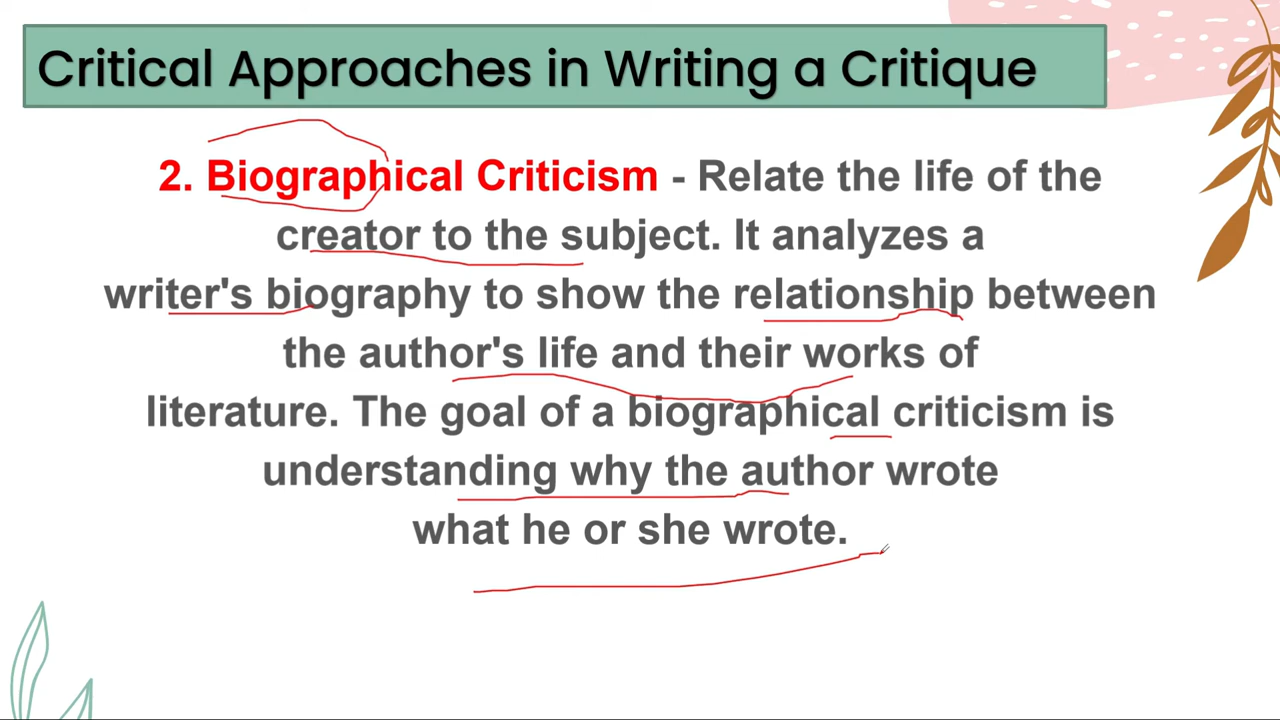 Critical Approaches in Writing a Critique
2. Biographical Criticism - Relate the life of the
creator to the subject. It analyzes a
writer's biography to show the relationship between
the author's life and their works of
literature. The goal of a biographical criticism is
understanding why the author wrote
what he or she wrote.